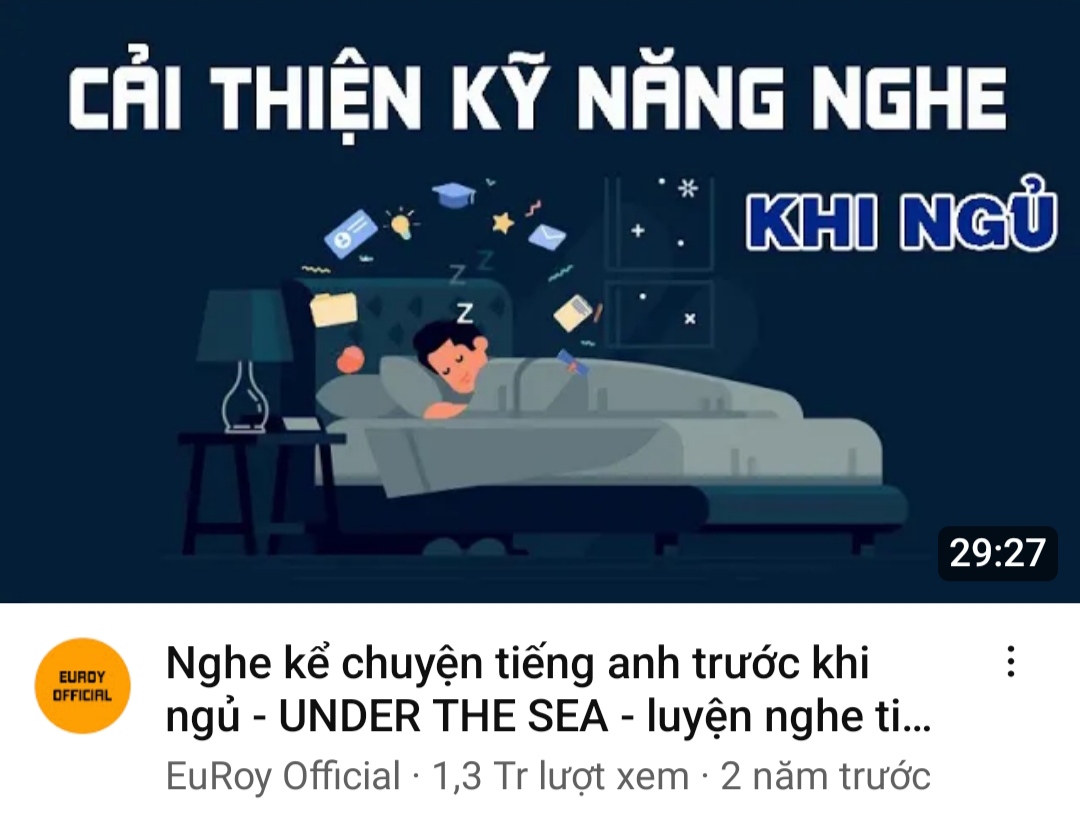 CẢI THIỆN KỸ NĂNG NGHE
KHI NGỦ
Z
Z
Z
29:27
EUROY
OFFICIAL
Nghe kể chuyện tiếng anh trước khi
ngủ - UNDER THE SEA - luyện nghe ti...
EuRoy Official · 1,3 Tr lượt xem · 2 năm trước